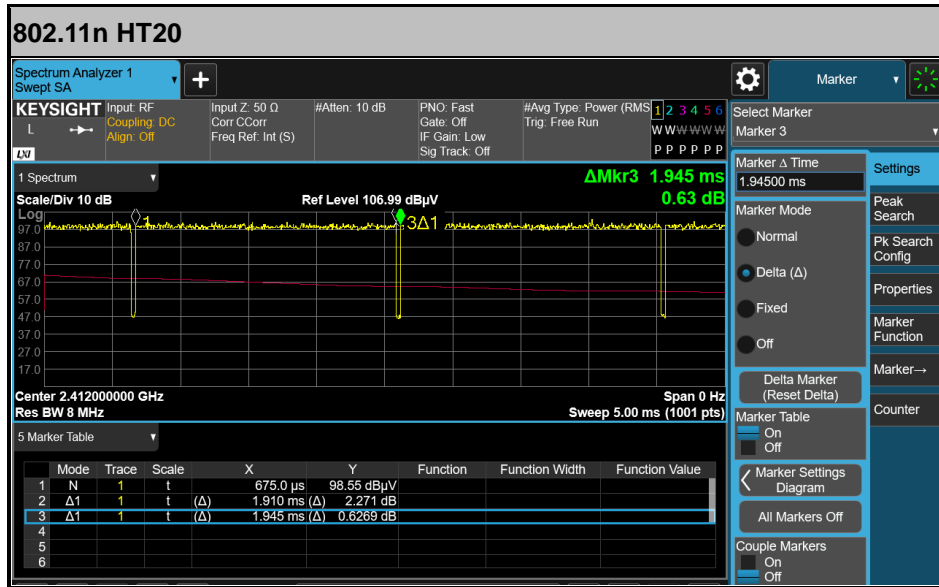 802.11n HT20
Spectrum Analyzer 1
Swept SA
+
Marker
KEYSIGHT
L
LXI
Input: RF
Coupling: DC
Align: Off
Input Z: 50 Ω
Corr CCorr
Freq Ref: Int (S)
#Atten: 10 dB
PNO: Fast
Gate: Off
IF Gain: Low
Sig Track: Off
#Avg Type: Power (RMS
Trig: Free Run
1 2 3 4 5 6
W W W W W W
P P P P P P
Select Marker
Marker 3
1 Spectrum
ΔMkr3 1.945 ms
0.63 dB
Scale/Div 10 dB
Ref Level 106.99 dBµV
Log
97.0
87.0
77.0
67.0
57.0
47.0
37.0
27.0
17.0
1
3Δ1
Center 2.412000000 GHz
Res BW 8 MHz
Span 0 Hz
Sweep 5.00 ms (1001 pts)
5 Marker Table
Mode Trace Scale X Y Function Function Width Function Value
1 N 1 t 675.0 µs 98.55 dBµV
2 Δ1 1 t (Δ) 1.910 ms (Δ) 2.271 dB
3 Δ1 1 t (Δ) 1.945 ms (Δ) 0.6269 dB
4
5
6
Marker Δ Time
1.94500 ms
Marker Mode
Normal
Delta (Δ)
Fixed
Off
Delta Marker
(Reset Delta)
Marker Table
On
Off
Marker Settings
Diagram
All Markers Off
Couple Markers
On
Off
Settings
Peak
Search
Pk Search
Config
Properties
Marker
Function
Marker→
Counter